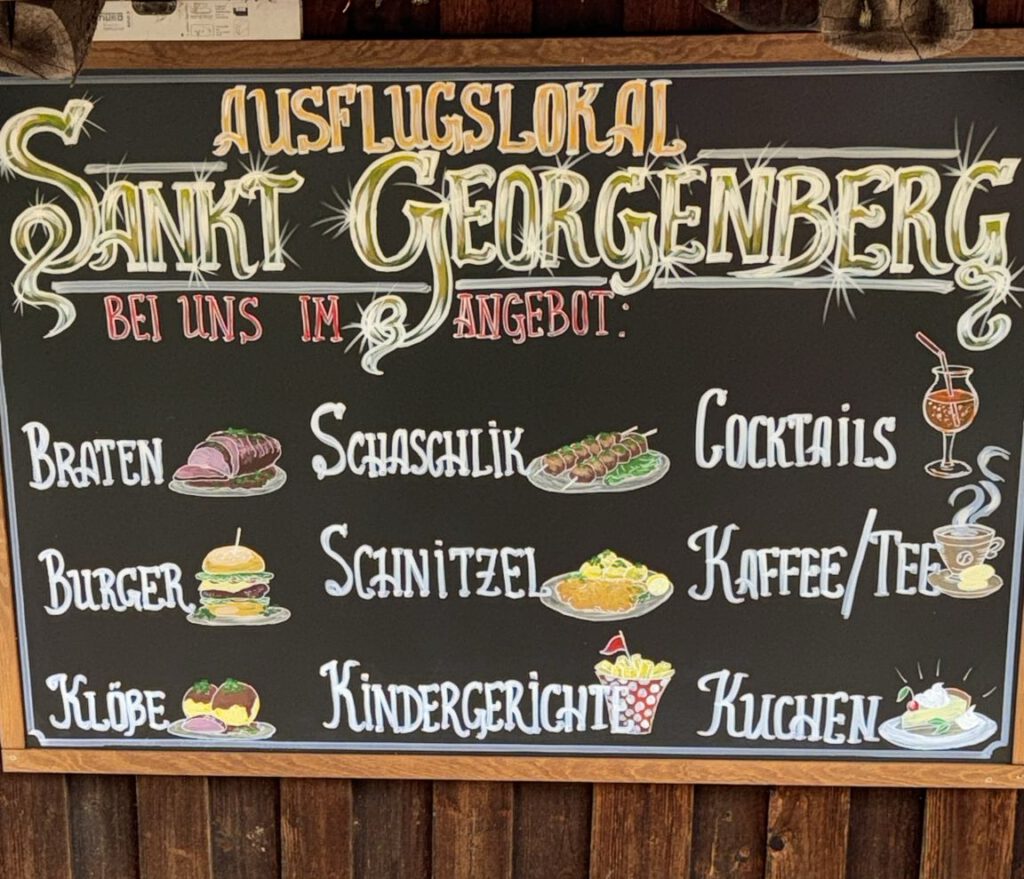 AUSFLUGSLOKAL
SANKT GEORGENBERG
BEI UNS IM ANGEBOT:
BRATEN
SCHASCHLIK
COCKTAILS
BURGER
SCHNITZEL
KAFFEE/TEE
KLÖßE
KINDERGERICHTE
KUCHEN